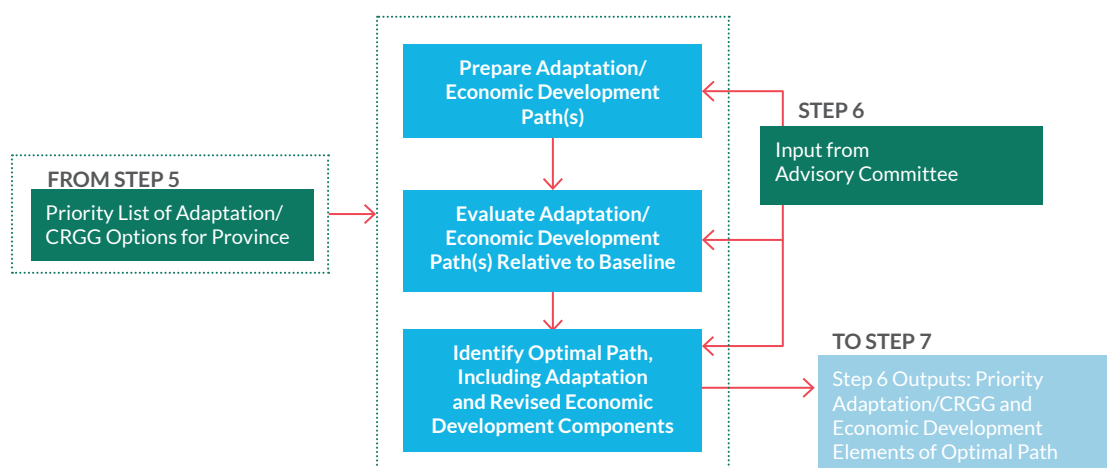 FROM STEP 5
Priority List of Adaptation/
CRGG Options for Province
Prepare Adaptation/
Economic Development
Path(s)
Evaluate Adaptation/
Economic Development
Path(s) Relative to Baseline
Identify Optimal Path,
Including Adaptation
and Revised Economic
Development Components
STEP 6
Input from
Advisory Committee
TO STEP 7
Step 6 Outputs: Priority
Adaptation/CRGG and
Economic Development
Elements of Optimal Path